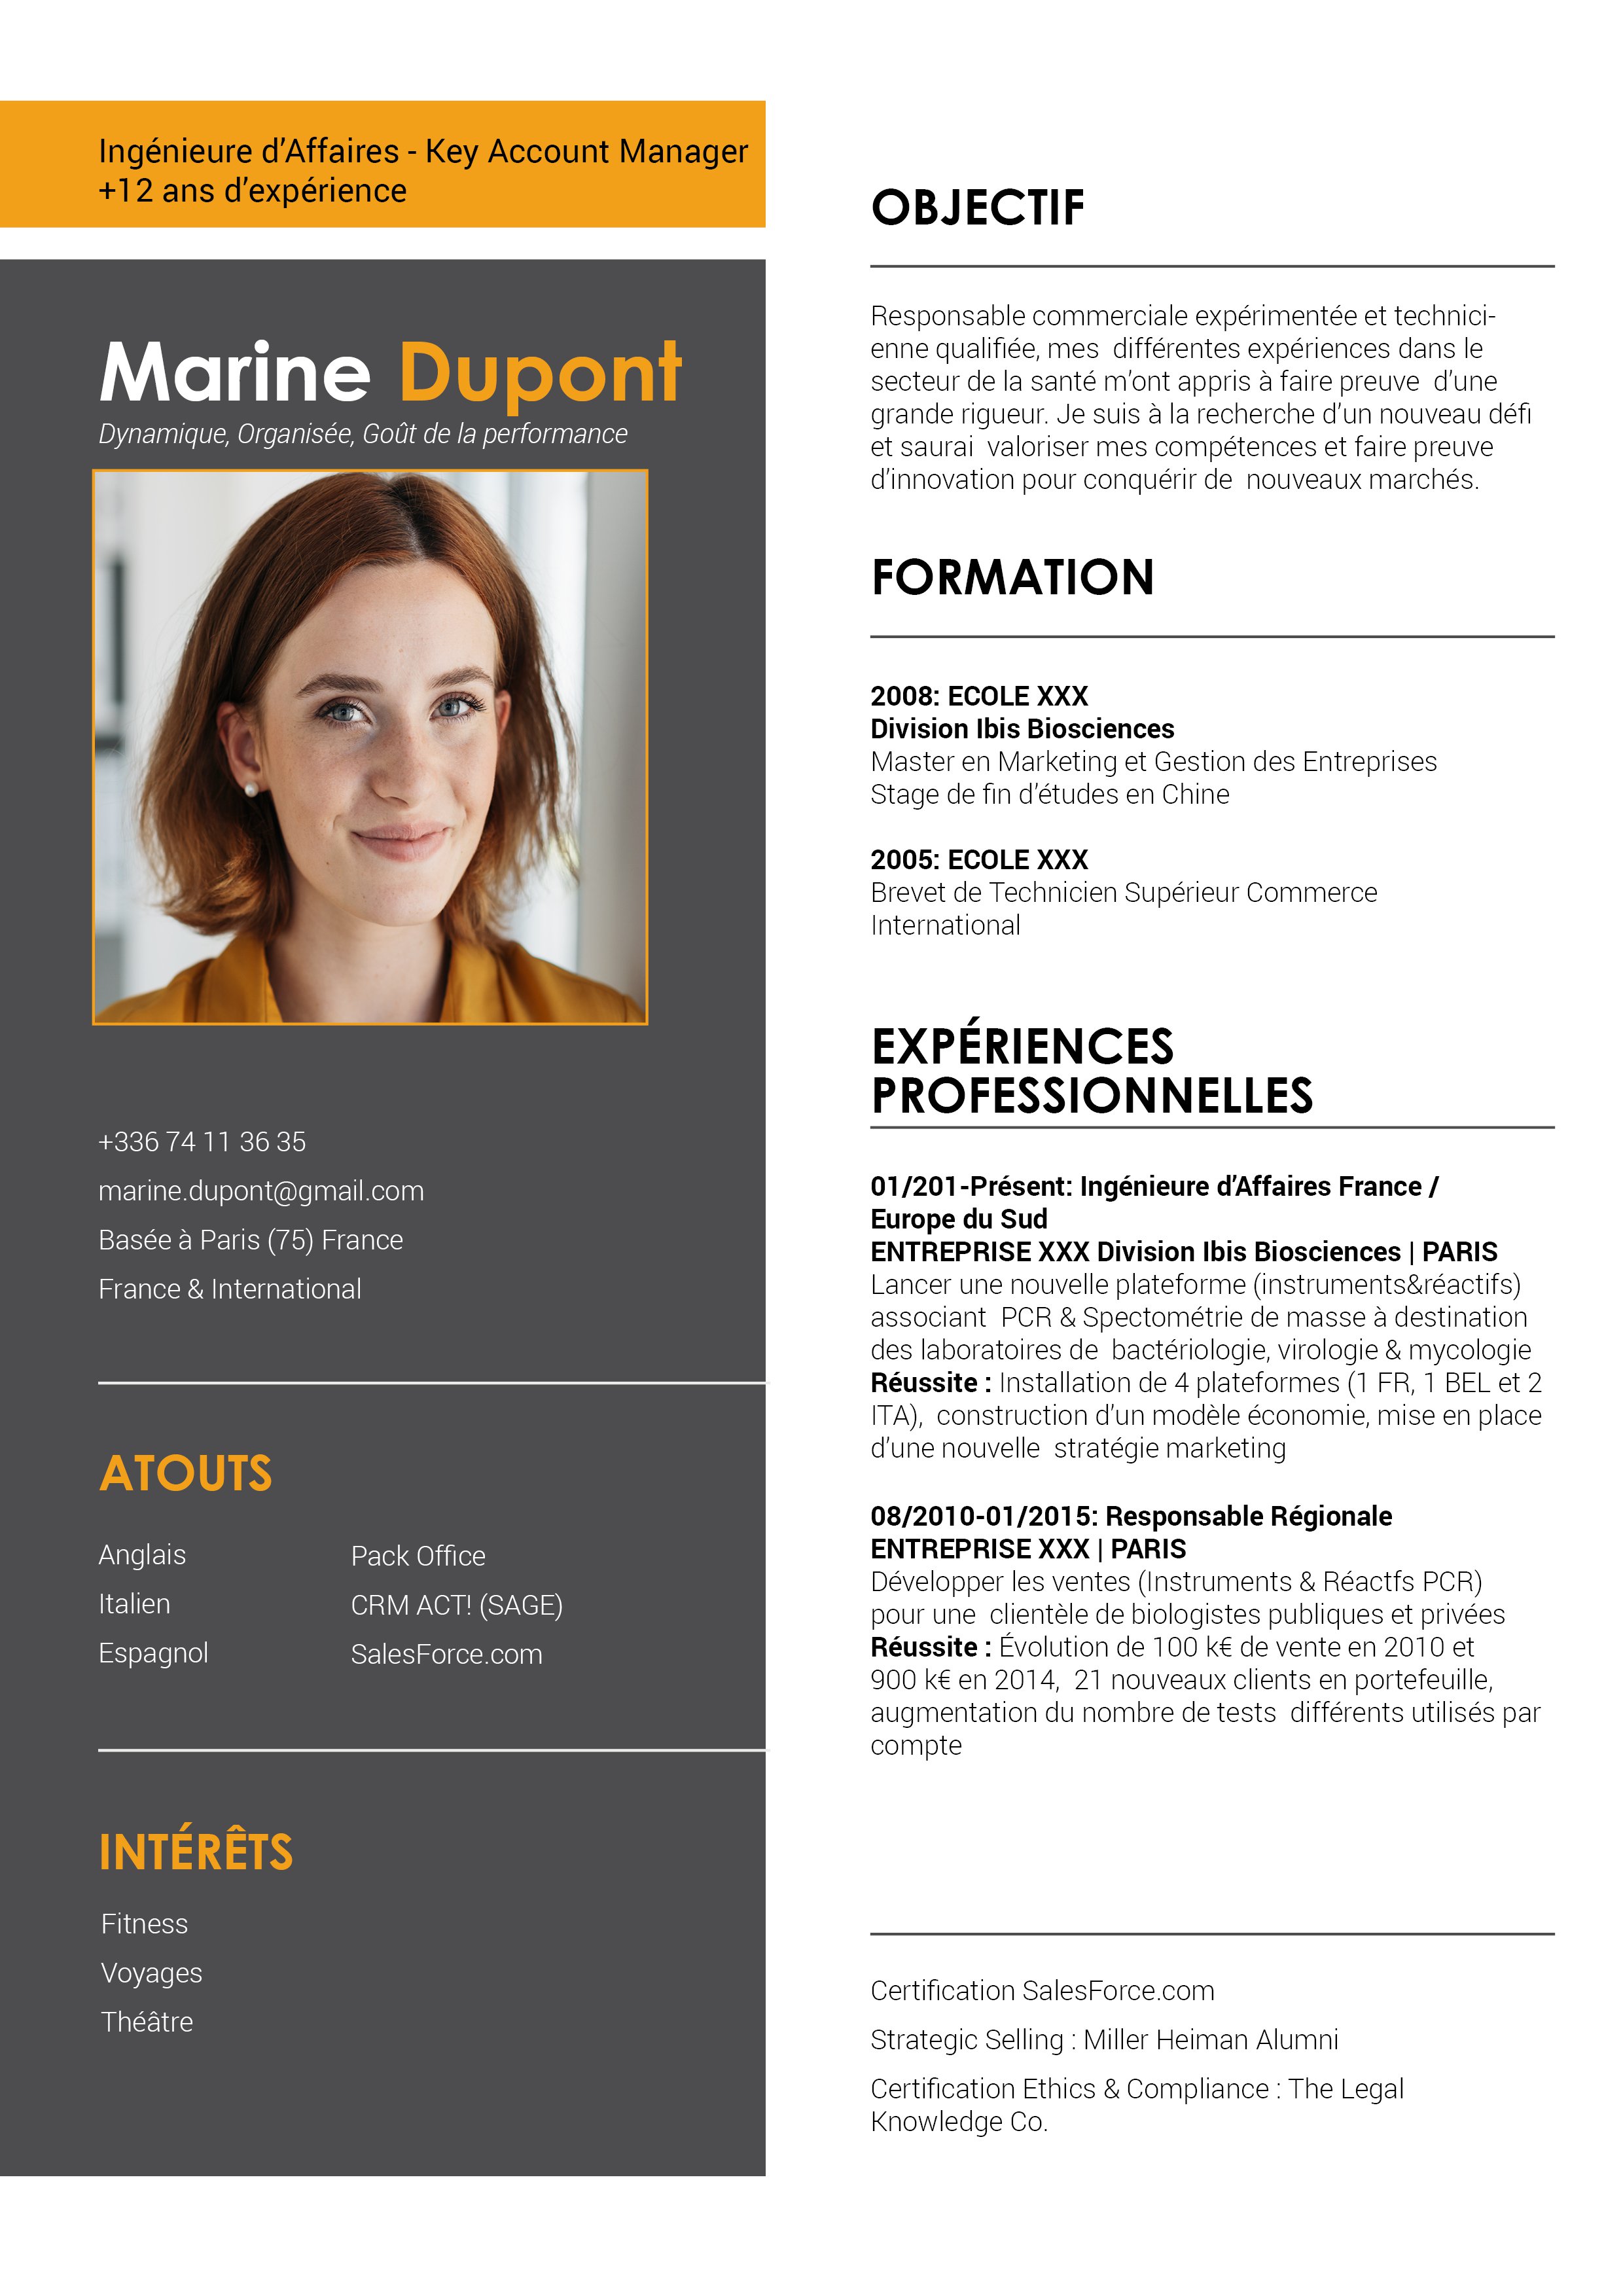 Ingénieure d’Affaires - Key Account Manager
+12 ans d’expérience
Marine Dupont
Dynamique, Organisée, Goût de la performance
+336 74 11 36 35
marine.dupont@gmail.com
Basée à Paris (75) France
France & International
ATOUTS
Anglais
Italien
Espagnol
Pack Office
CRM ACT! (SAGE)
SalesForce.com
INTÉRÊTS
Fitness
Voyages
Théâtre
OBJECTIF
Responsable commerciale expérimentée et technici-
enne qualifiée, mes différentes expériences dans le
secteur de la santé m’ont appris à faire preuve d’une
grande rigueur. Je suis à la recherche d’un nouveau défi
et saurai valoriser mes compétences et faire preuve
d’innovation pour conquérir de nouveaux marchés.
FORMATION
2008: ECOLE XXX
Division Ibis Biosciences
Master en Marketing et Gestion des Entreprises
Stage de fin d’études en Chine
2005: ECOLE XXX
Brevet de Technicien Supérieur Commerce
International
EXPÉRIENCES
PROFESSIONNELLES
01/201-Présent: Ingénieure d’Affaires France /
Europe du Sud
ENTREPRISE XXX Division Ibis Biosciences | PARIS
Lancer une nouvelle plateforme (instruments&réactifs)
associant PCR & Spectométrie de masse à destination
des laboratoires de bactériologie, virologie & mycologie
Réussite : Installation de 4 plateformes (1 FR, 1 BEL et 2
ITA), construction d’un modèle économie, mise en place
d’une nouvelle stratégie marketing
08/2010-01/2015: Responsable Régionale
ENTREPRISE XXX | PARIS
Développer les ventes (Instruments & Réactfs PCR)
pour une clientèle de biologistes publiques et privées
Réussite : Évolution de 100 k€ de vente en 2010 et
900 k€ en 2014, 21 nouveaux clients en portefeuille,
augmentation du nombre de tests différents utilisés par
compte
Certification SalesForce.com
Strategic Selling : Miller Heiman Alumni
Certification Ethics & Compliance : The Legal
Knowledge Co.